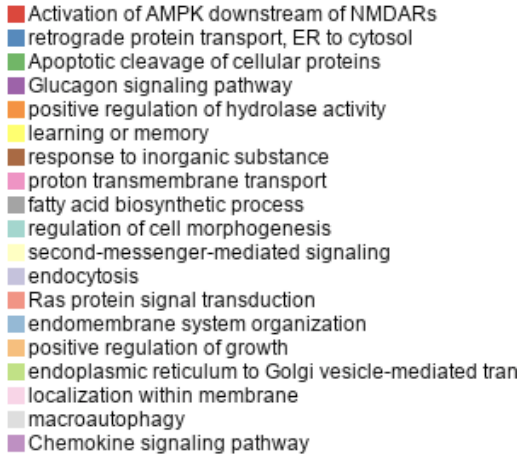 Activation of AMPK downstream of NMDARs
retrograde protein transport, ER to cytosol
Apoptotic cleavage of cellular proteins
Glucagon signaling pathway
positive regulation of hydrolase activity
learning or memory
response to inorganic substance
proton transmembrane transport
fatty acid biosynthetic process
regulation of cell morphogenesis
second-messenger-mediated signaling
endocytosis
Ras protein signal transduction
endomembrane system organization
positive regulation of growth
endoplasmic reticulum to Golgi vesicle-mediated tran
localization within membrane
macroautophagy
Chemokine signaling pathway